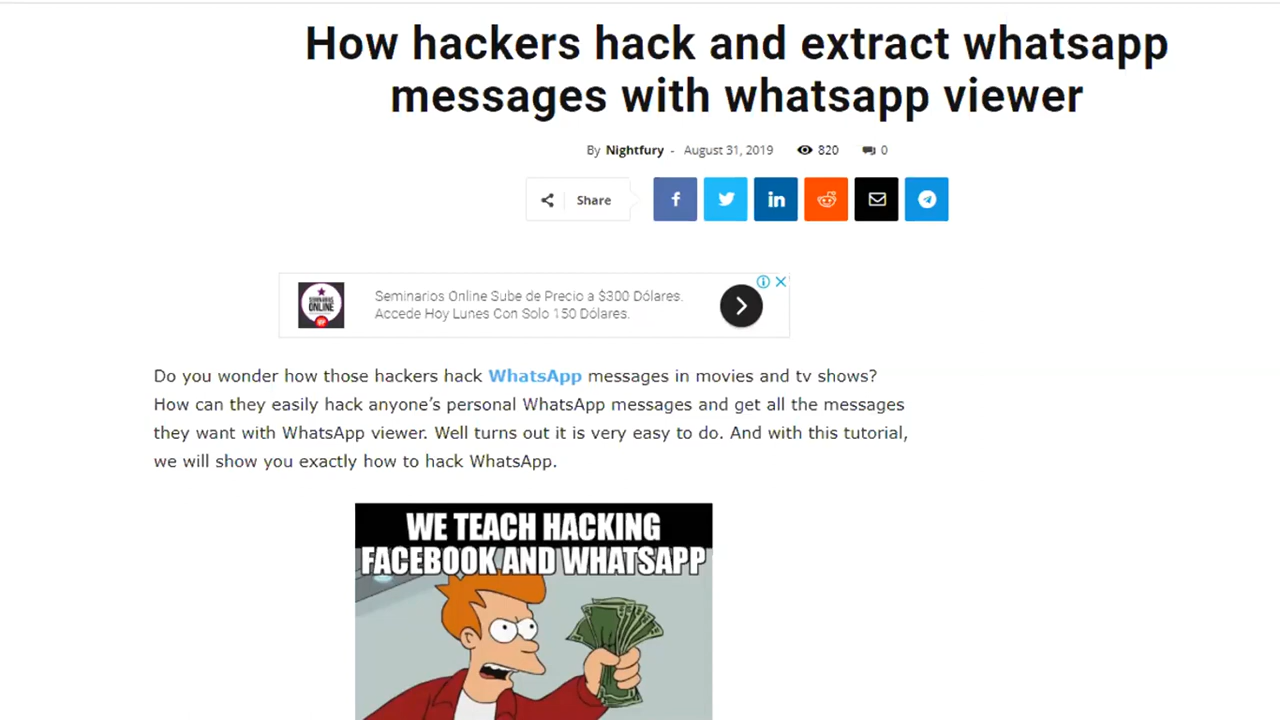 How hackers hack and extract whatsapp
messages with whatsapp viewer
By Nightfury - August 31, 2019 820 0
Share
Seminarios Online Sube de Precio a $300 Dólares.
Accede Hoy Lunes Con Solo 150 Dólares.
Do you wonder how those hackers hack WhatsApp messages in movies and tv shows?
How can they easily hack anyone's personal WhatsApp messages and get all the messages
they want with WhatsApp viewer. Well turns out it is very easy to do. And with this tutorial,
we will show you exactly how to hack WhatsApp.
WE TEACH HACKING
FACEBOOK AND WHATSAPP